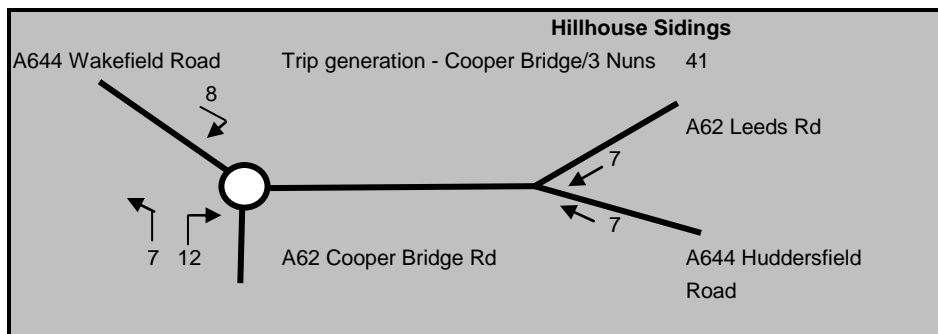 Hillhouse Sidings
A644 Wakefield Road Trip generation - Cooper Bridge/3 Nuns 41
8
A62 Leeds Rd
7
7
7 12 A62 Cooper Bridge Rd A644 Huddersfield
Road